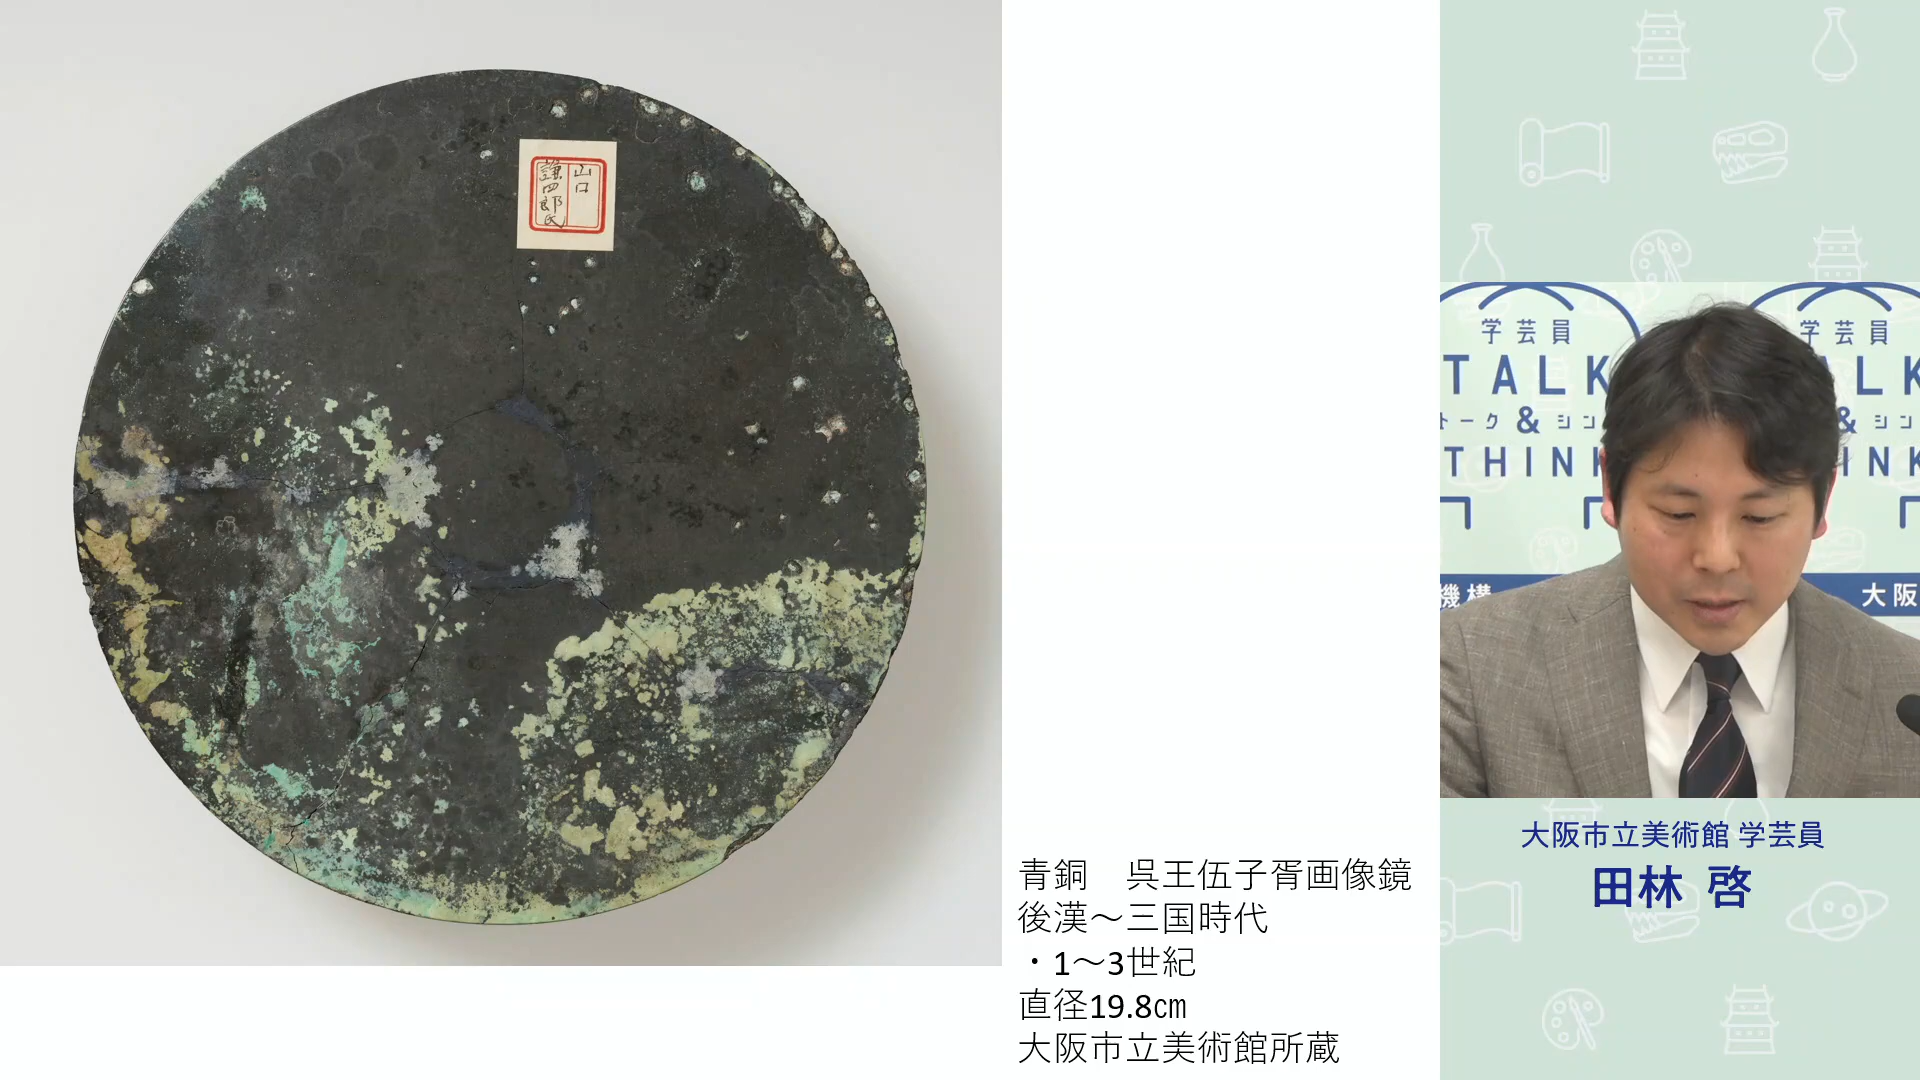 山口
謙四郎氏
青銅　呉王伍子胥画像鏡
後漢～三国時代
・1～3世紀
直径19.8㎝
大阪市立美術館所蔵
学芸員
TALK
トーク & シン
THINK
機構
学芸員
LK
& シン
INK
大阪
大阪市立美術館 学芸員
田林 啓